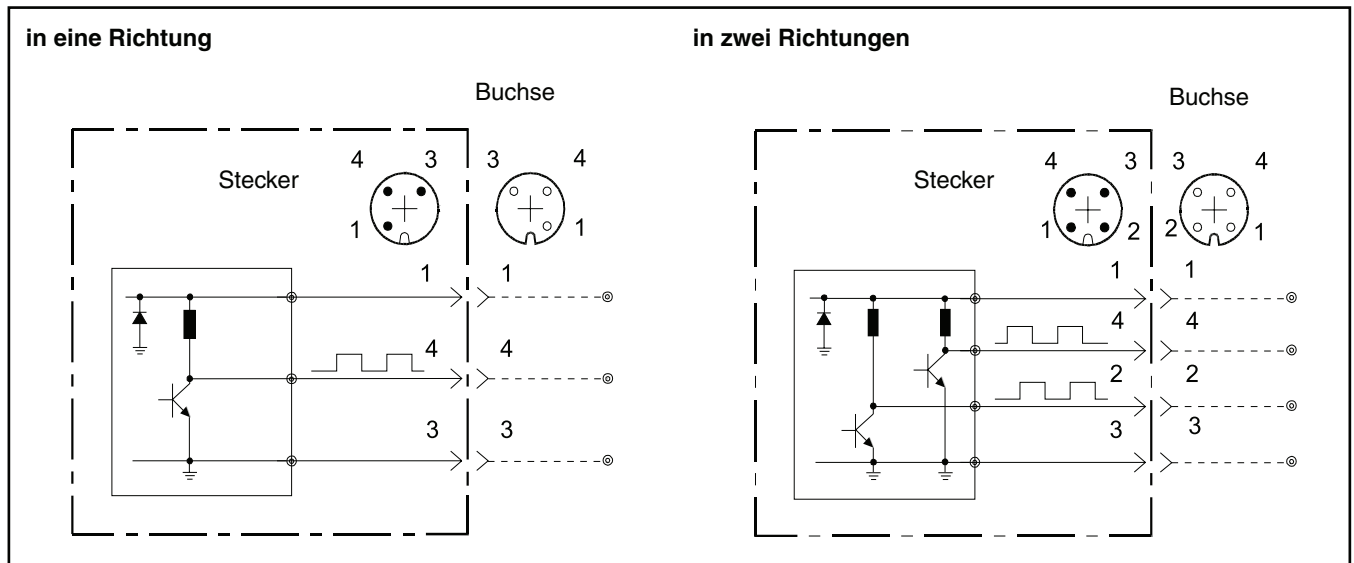 in eine Richtung
Buchse
Stecker
4 3
3 4
1
1
1 1
4 4
3 3
in zwei Richtungen
Buchse
Stecker
4 3
3 4
1 2
2 1
1 1
4 4
2 2
3 3